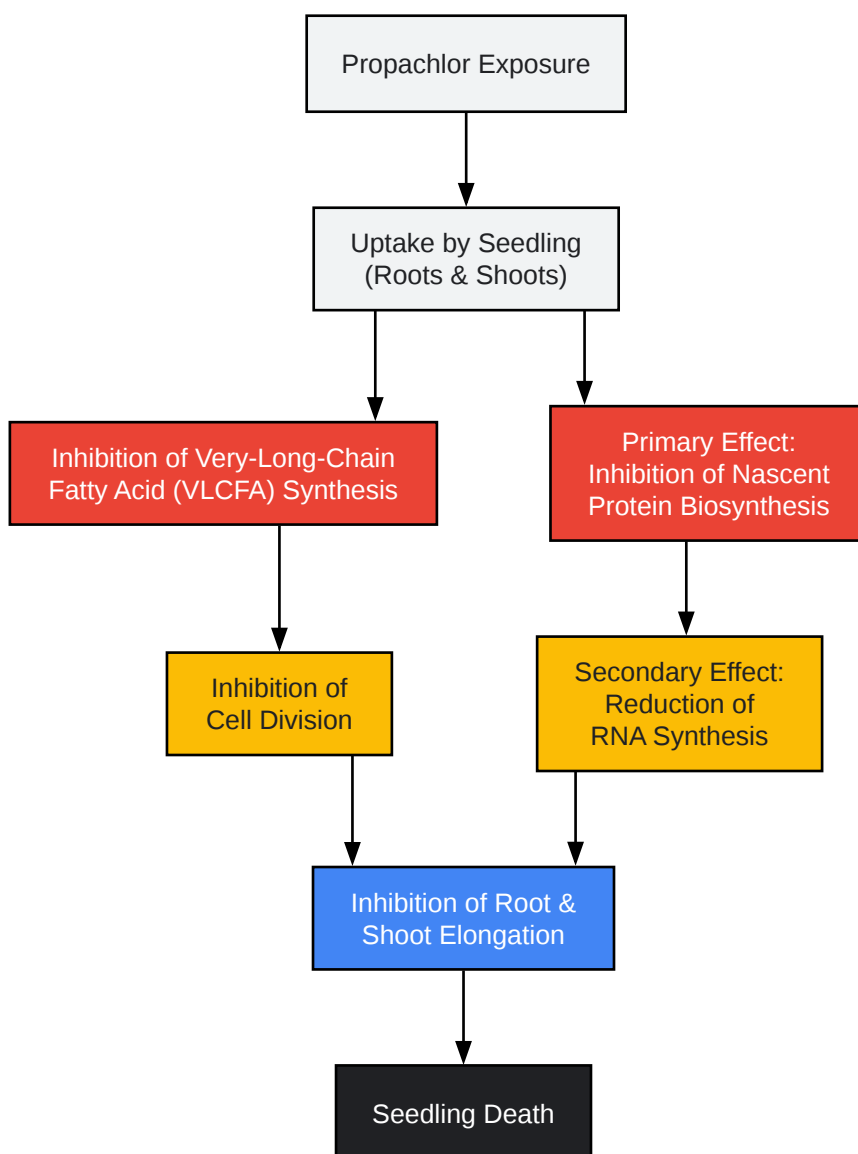 Propachlor Exposure
Uptake by Seedling
(Roots & Shoots)
Inhibition of Very-Long-Chain
Fatty Acid (VLCFA) Synthesis
Primary Effect:
Inhibition of Nascent
Protein Biosynthesis
Inhibition of
Cell Division
Secondary Effect:
Reduction of
RNA Synthesis
Inhibition of Root &
Shoot Elongation
Seedling Death